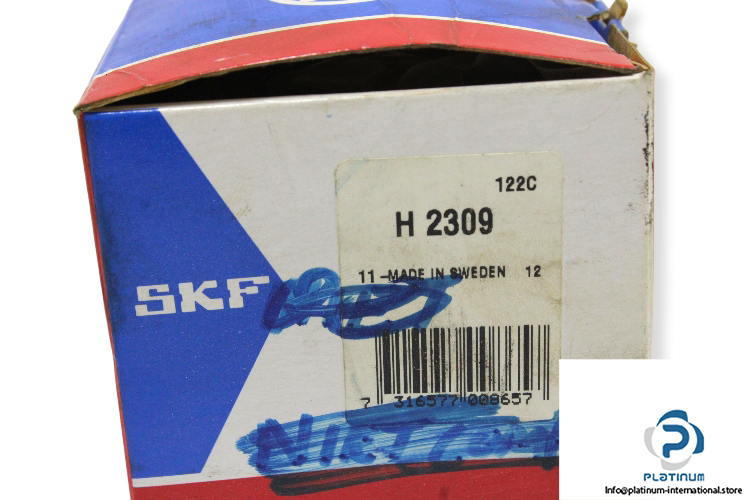 122C
H 2309
11-MADE IN SWEDEN 12
SKF
7 316577 008657
PLATINUM
Info@platinum-international.store